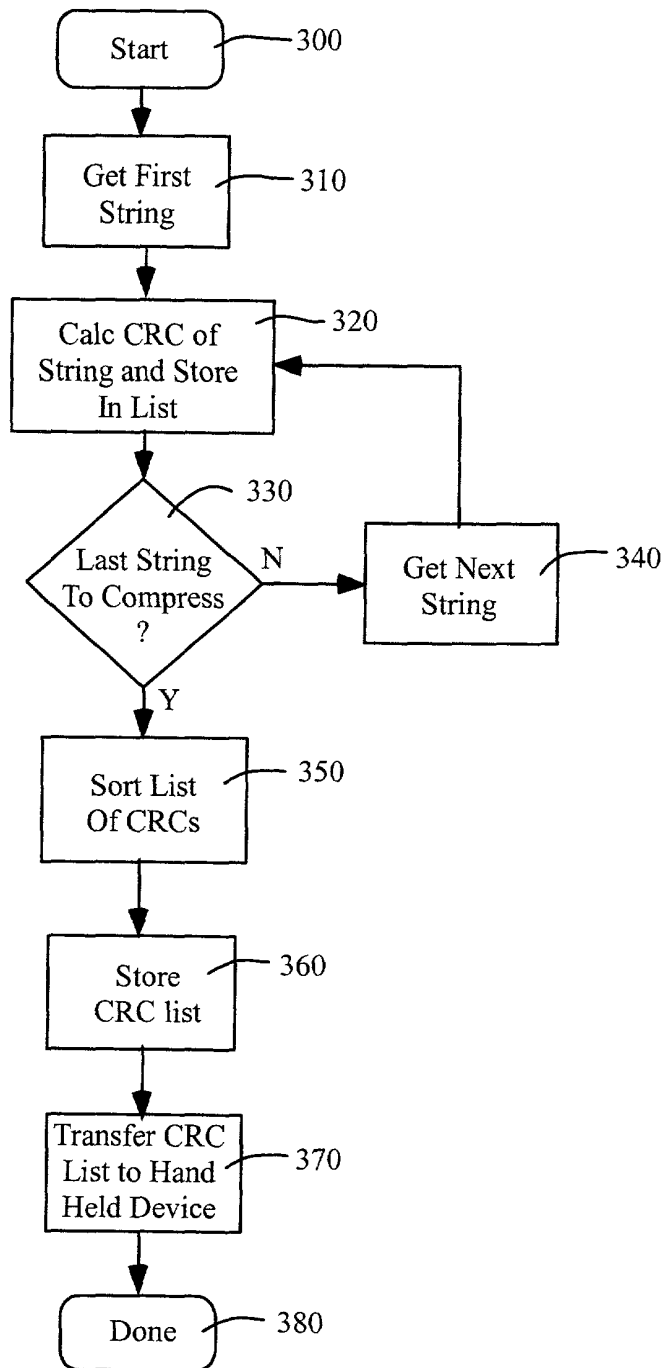 Start
300
Get First
String
310
Calc CRC of
String and Store
In List
320
Last String
To Compress
?
330
N
Get Next
String
340
Y
Sort List
Of CRCs
350
Store
CRC list
360
Transfer CRC
List to Hand
Held Device
370
Done
380